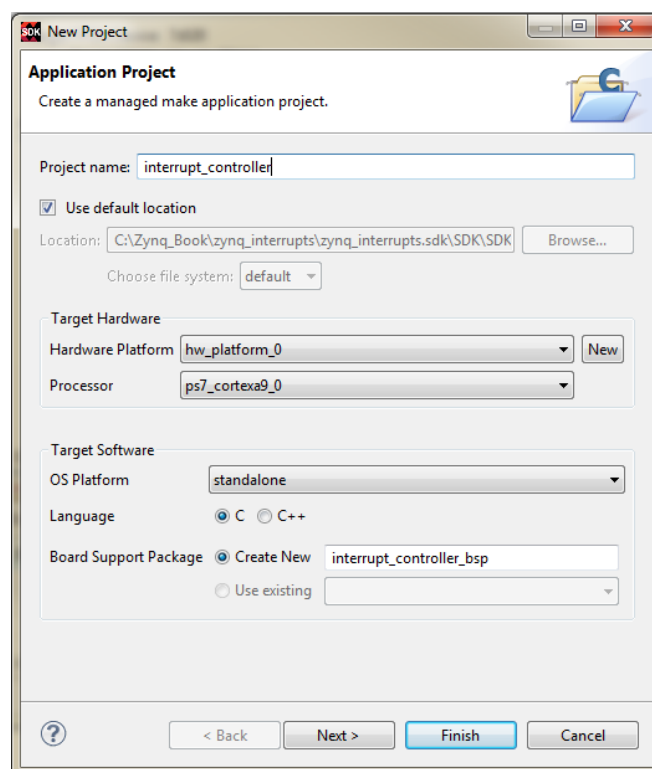 SDK New Project
Application Project
Create a managed make application project.
C
Project name: interrupt_controller
Use default location
Location: C:\Zynq_Book\zynq_interrupts\zynq_interrupts.sdk\SDK\SDK Browse...
Choose file system: default
Target Hardware
Hardware Platform hw_platform_0 New
Processor ps7_cortexa9_0
Target Software
OS Platform standalone
Language C C++
Board Support Package Create New interrupt_controller_bsp
Use existing
? < Back Next > Finish Cancel